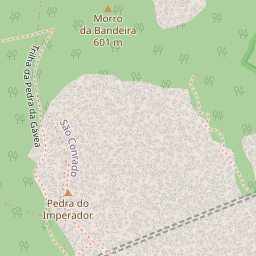 Morro
da Bandeira
601 m
Trilha da Pedra da Gávea
São Conrado
Pedra do
Imperador